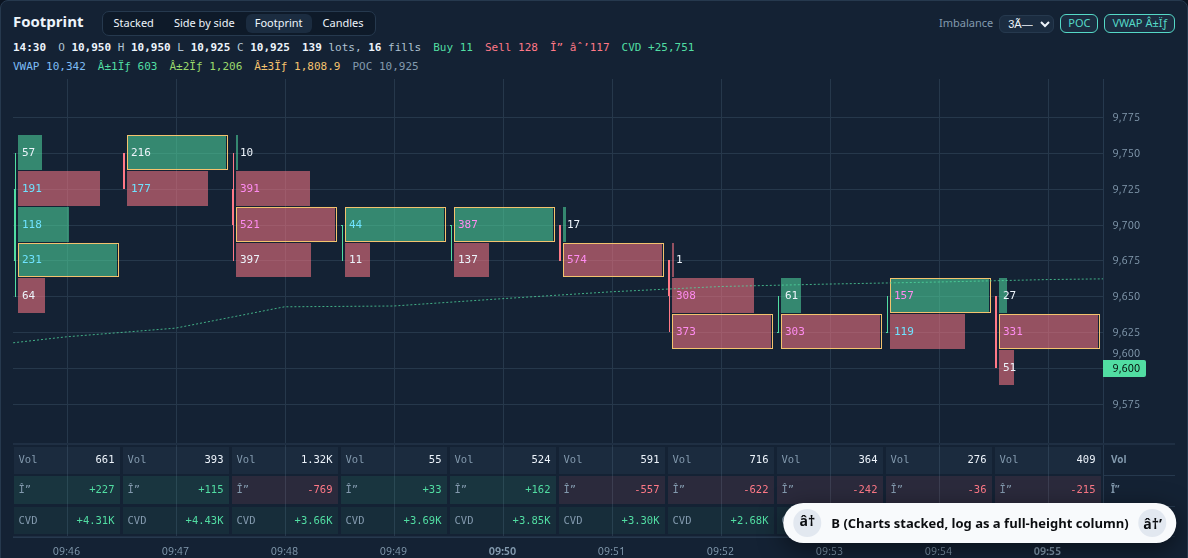 Footprint Stacked Side by side Footprint Candles Imbalance 3Ã— POC VWAP Â±Ïƒ
14:30 O 10,950 H 10,950 L 10,925 C 10,925 139 lots, 16 fills Buy 11 Sell 128 Î” âˆ’117 CVD +25,751
VWAP 10,342 Â±1Ïƒ 603 Â±2Ïƒ 1,206 Â±3Ïƒ 1,808.9 POC 10,925
9,775
57 216 10 9,750
191 177 391 9,725
118 521 44 387 17 9,700
231 397 11 137 574 1 9,675
64 308 61 157 27 9,650
373 303 119 331 9,625
9,600
51 9,600
9,575
Vol 661 Vol 393 Vol 1.32K Vol 55 Vol 524 Vol 591 Vol 716 Vol 364 Vol 276 Vol 409 Vol
Î” +227 Î” +115 Î” -769 Î” +33 Î” +162 Î” -557 Î” -622 Î” -242 Î” -36 Î” -215 Î”
CVD +4.31K CVD +4.43K CVD +3.66K CVD +3.69K CVD +3.85K CVD +3.30K CVD +2.68K
â† B (Charts stacked, log as a full-height column) â†’
09:46 09:47 09:48 09:49 09:50 09:51 09:52 09:53 09:54 09:55